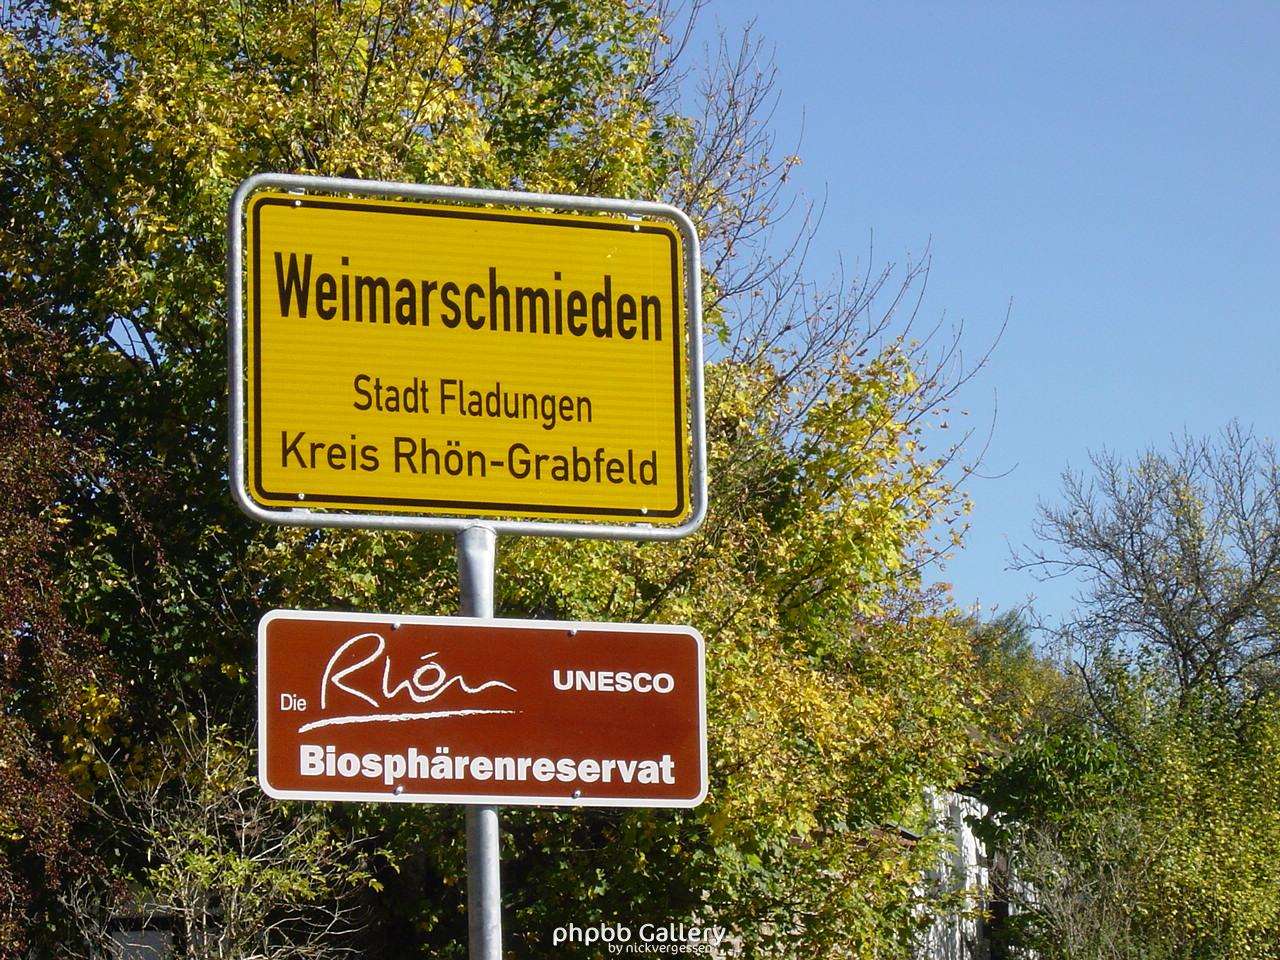 Weimarschmieden
Stadt Fladungen
Kreis Rhön-Grabfeld
Die Rhön UNESCO
Biosphärenreservat
phpbb Gallery
by nickvergessen